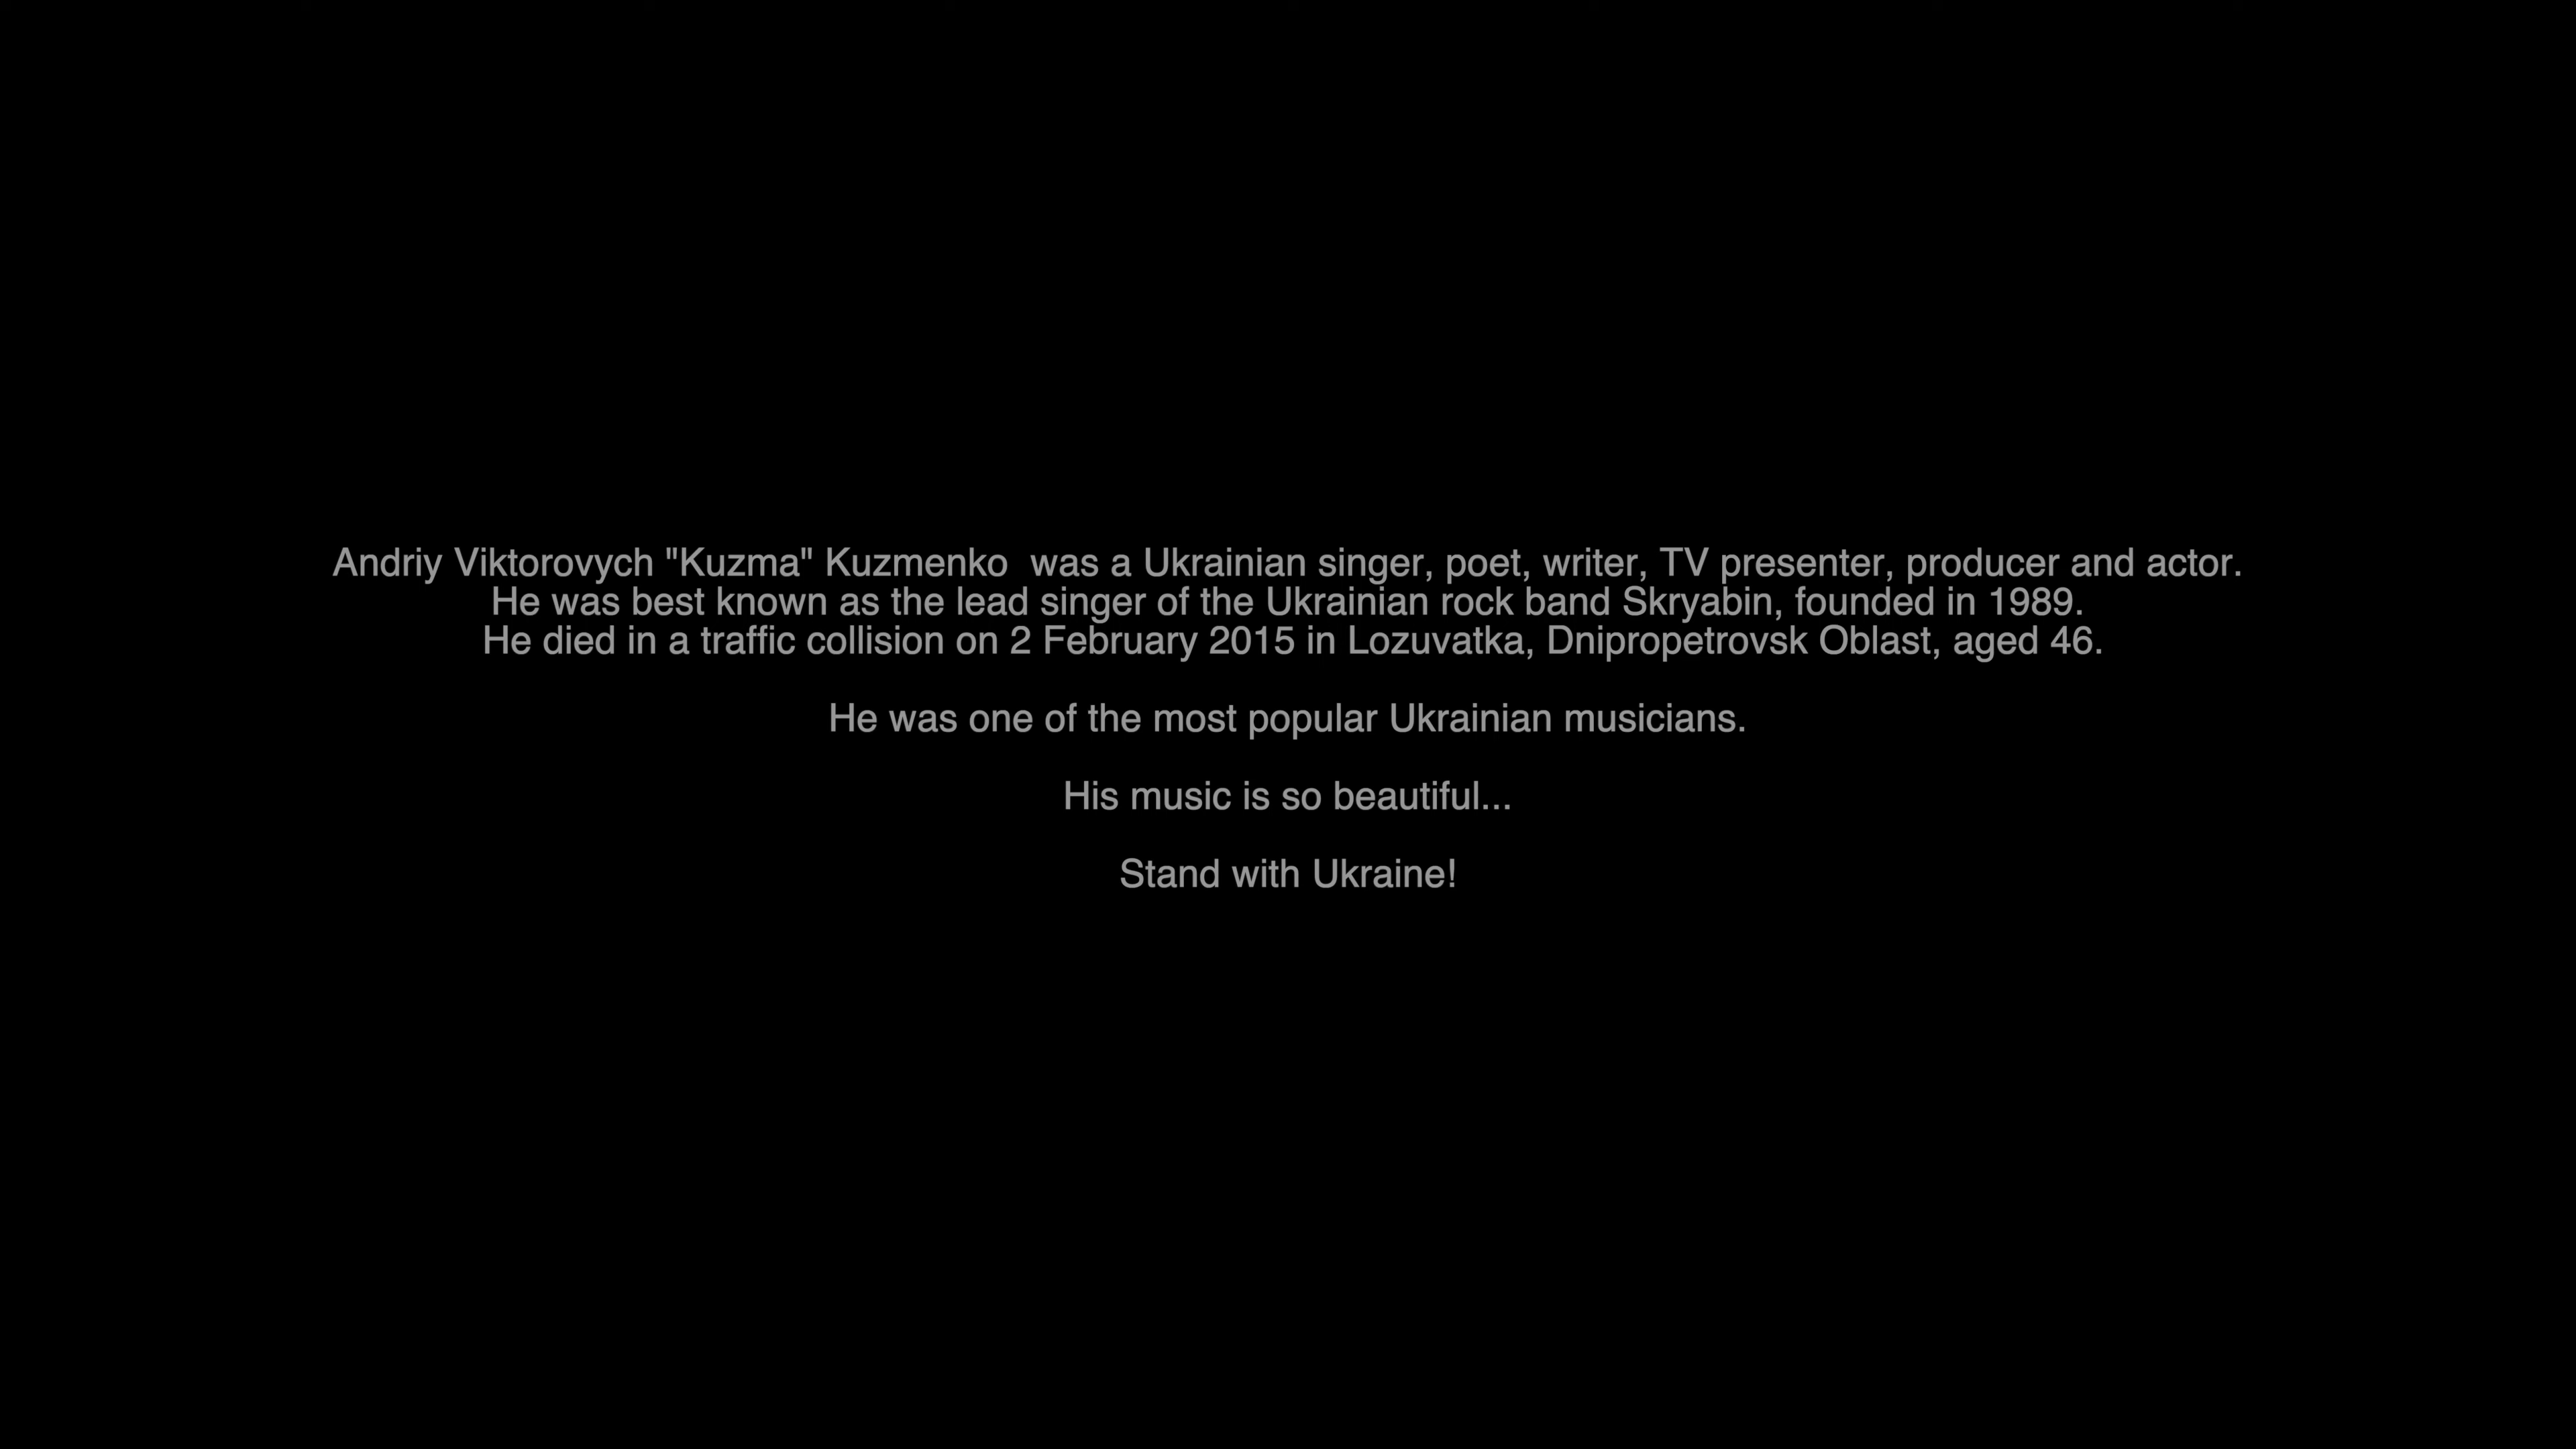 Andriy Viktorovych "Kuzma" Kuzmenko  was a Ukrainian singer, poet, writer, TV presenter, producer and actor.
He was best known as the lead singer of the Ukrainian rock band Skryabin, founded in 1989.
He died in a traffic collision on 2 February 2015 in Lozuvatka, Dnipropetrovsk Oblast, aged 46.
He was one of the most popular Ukrainian musicians.
His music is so beautiful...
Stand with Ukraine!